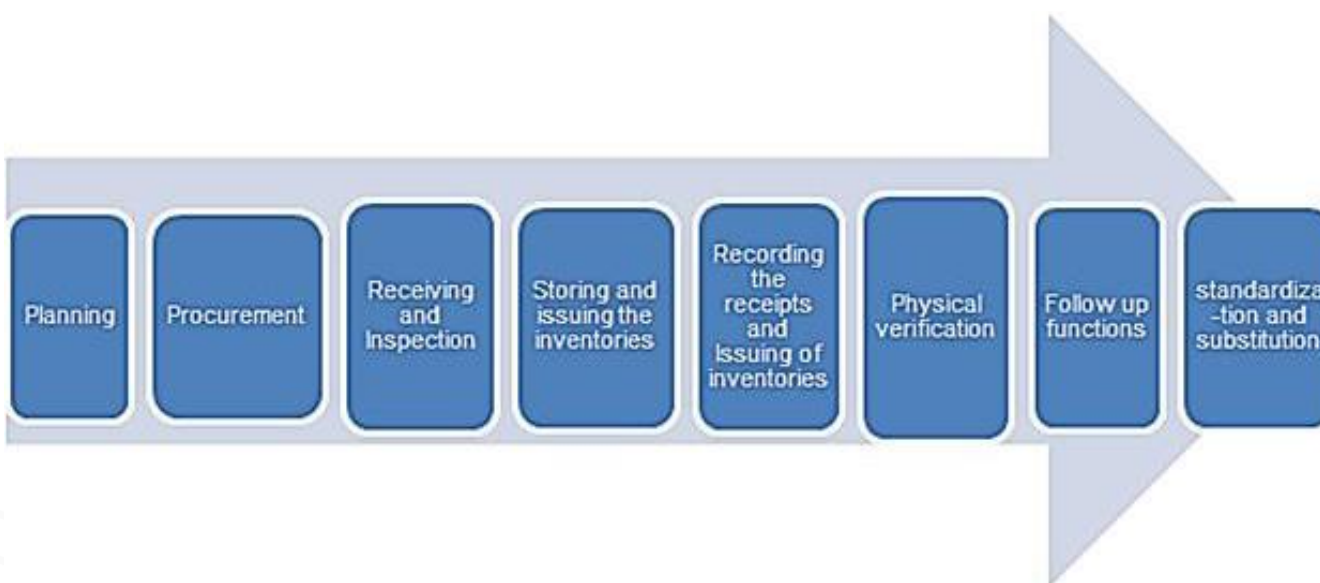 Planning
Procurement
Receiving
and
Inspection
Storing and
issuing the
inventories
Recording
the
receipts
and
Issuing of
inventories
Physical
verification
Follow up
functions
standardiza
-tion and
substitution